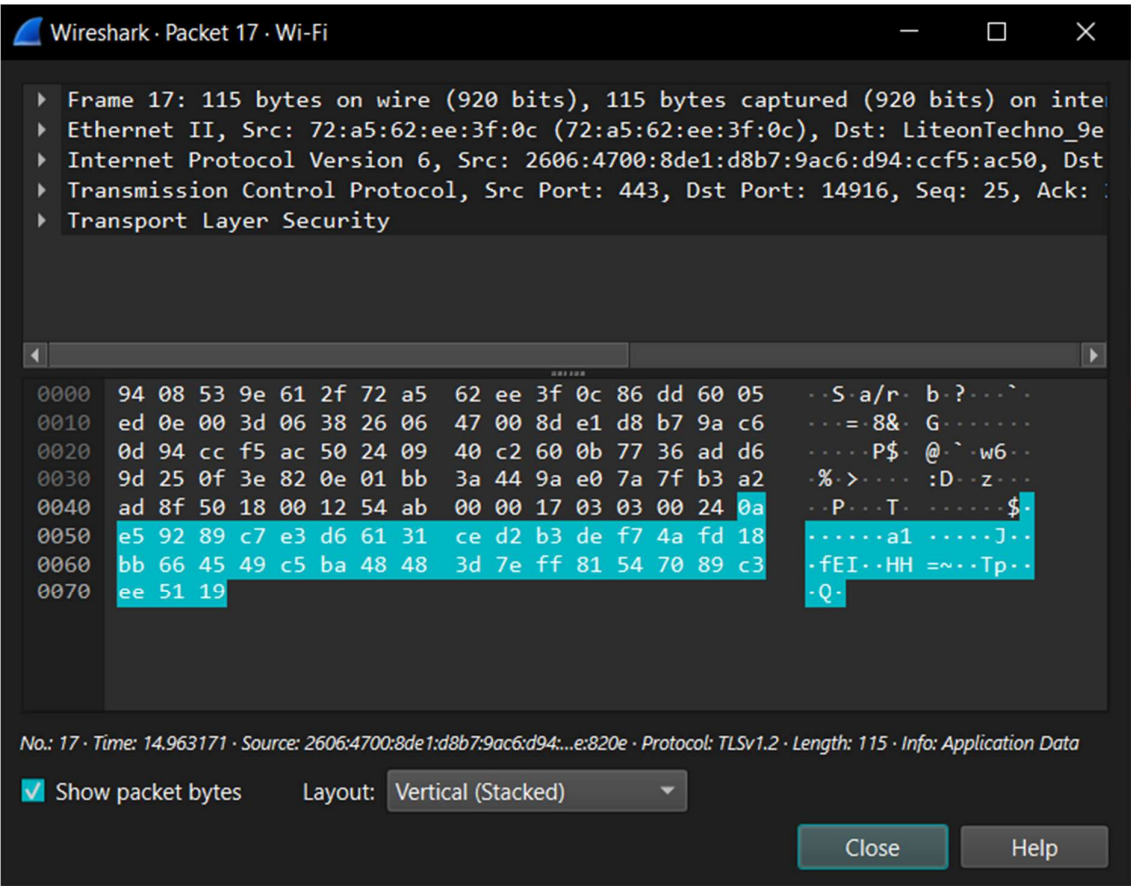 Wireshark · Packet 17 · Wi-Fi
Frame 17: 115 bytes on wire (920 bits), 115 bytes captured (920 bits) on inte
Ethernet II, Src: 72:a5:62:ee:3f:0c (72:a5:62:ee:3f:0c), Dst: LiteonTechno_9e
Internet Protocol Version 6, Src: 2606:4700:8de1:d8b7:9ac6:d94:ccf5:ac50, Dst
Transmission Control Protocol, Src Port: 443, Dst Port: 14916, Seq: 25, Ack:
Transport Layer Security
0000 94 08 53 9e 61 2f 72 a5 62 ee 3f 0c 86 dd 60 05 ··S·a/r· b·?···`·
0010 ed 0e 00 3d 06 38 26 06 47 00 8d e1 d8 b7 9a c6 ···=·8&· G·······
0020 0d 94 cc f5 ac 50 24 09 40 c2 60 0b 77 36 ad d6 ·····P$· @·`·w6··
0030 9d 25 0f 3e 82 0e 01 bb 3a 44 9a e0 7a 7f b3 a2 ·%·>···· :D··z···
0040 ad 8f 50 18 00 12 54 ab 00 00 17 03 03 00 24 0a ··P···T· ······$·
0050 e5 92 89 c7 e3 d6 61 31 ce d2 b3 de f7 4a fd 18 ······a1 ·····J··
0060 bb 66 45 49 c5 ba 48 48 3d 7e ff 81 54 70 89 c3 ·fEI··HH =~··Tp··
0070 ee 51 19 ·Q·
No.: 17 · Time: 14.963171 · Source: 2606:4700:8de1:d8b7:9ac6:d94:...e:820e · Protocol: TLSv1.2 · Length: 115 · Info: Application Data
Show packet bytes Layout: Vertical (Stacked)
Close Help